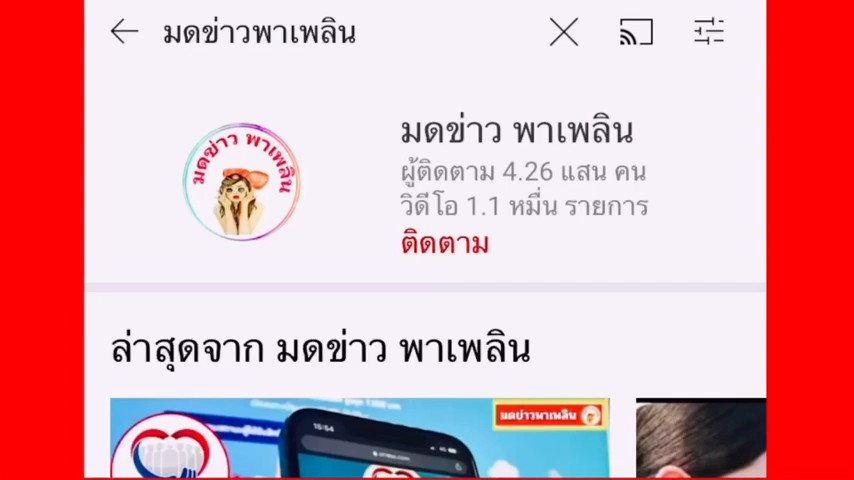 มดข่าวพาเพลิน
มดข่าว พาเพลิน
มดข่าว พาเพลิน
ผู้ติดตาม 4.26 แสน คน
วิดีโอ 1.1 หมื่น รายการ
ติดตาม
ล่าสุดจาก มดข่าว พาเพลิน
มดข่าวพาเพลิน
15:54